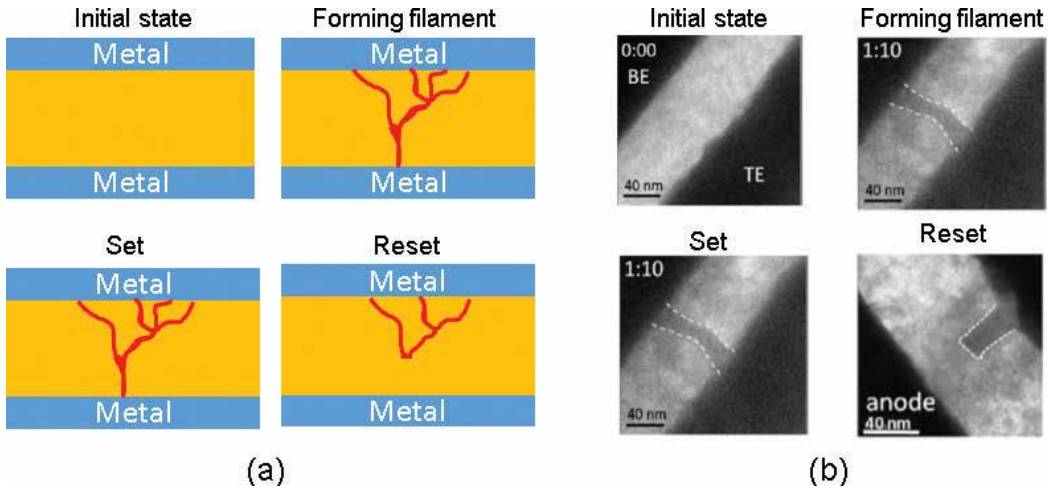 Initial state
Forming filament
Metal
Metal
Metal
Metal
Set
Reset
Metal
Metal
Metal
Metal
(a)
Initial state
Forming filament
0:00
BE
TE
40 nm
1:10
40 nm
Set
Reset
1:10
40 nm
anode
40 nm
(b)